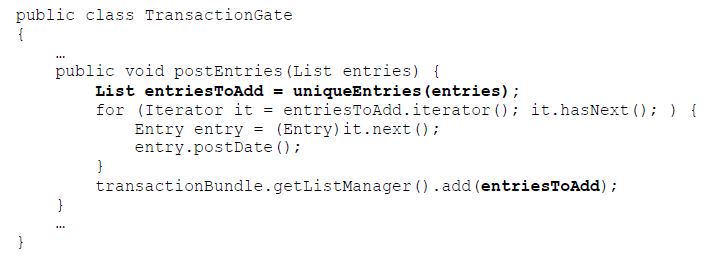 public class TransactionGate
{
    …
    public void postEntries(List entries) {
        List entriesToAdd = uniqueEntries(entries);
        for (Iterator it = entriesToAdd.iterator(); it.hasNext(); ) {
            Entry entry = (Entry)it.next();
            entry.postDate();
        }
        transactionBundle.getListManager().add(entriesToAdd);
    }
    …
}